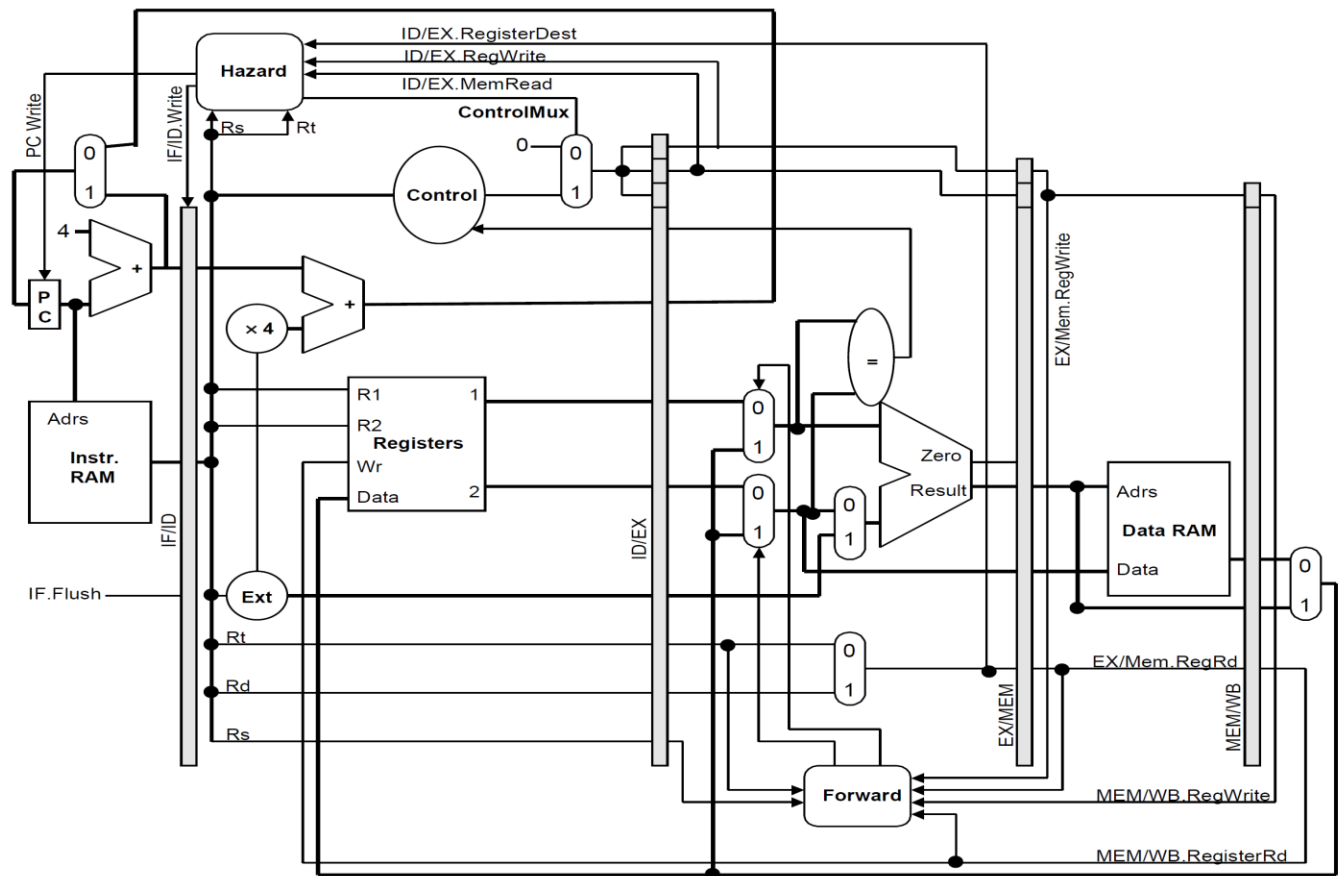 ID/EX.RegisterDest
ID/EX.RegWrite
Hazard
ID/EX.MemRead
PC Write
IF/ID.Write
ControlMux
Rs
Rt
0
0
1
0
1
Control
4
+
P
C
+
× 4
=
EX/Mem.RegWrite
Adrs
Instr.
RAM
R1
R2
Wr
Data
Registers
1
2
0
1
0
1
0
1
Zero
Result
Adrs
Data RAM
Data
0
1
IF/ID
ID/EX
IF.Flush
Ext
Rt
Rd
Rs
0
1
EX/Mem.RegRd
EX/MEM
MEM/WB
Forward
MEM/WB.RegWrite
MEM/WB.RegisterRd